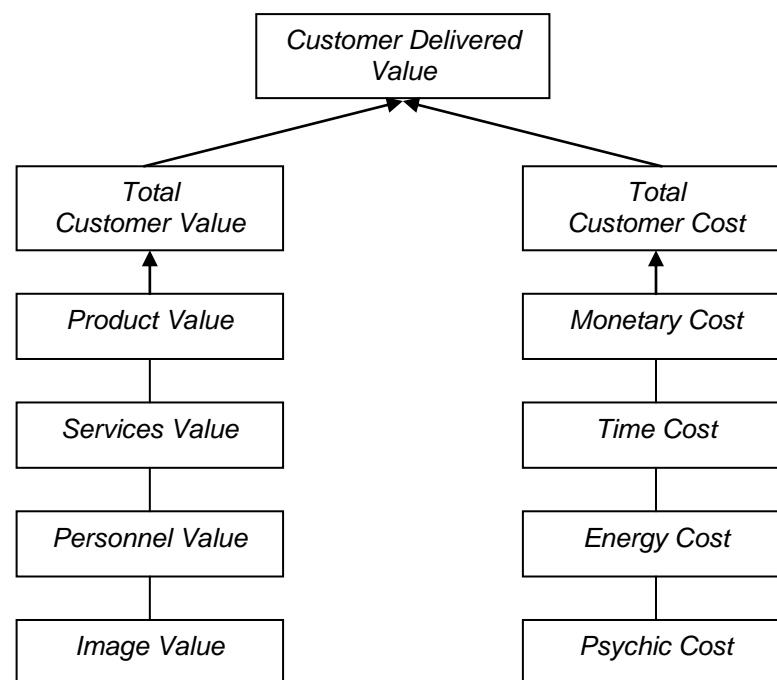 Customer Delivered
Value
Total
Customer Value
Total
Customer Cost
Product Value
Monetary Cost
Services Value
Time Cost
Personnel Value
Energy Cost
Image Value
Psychic Cost